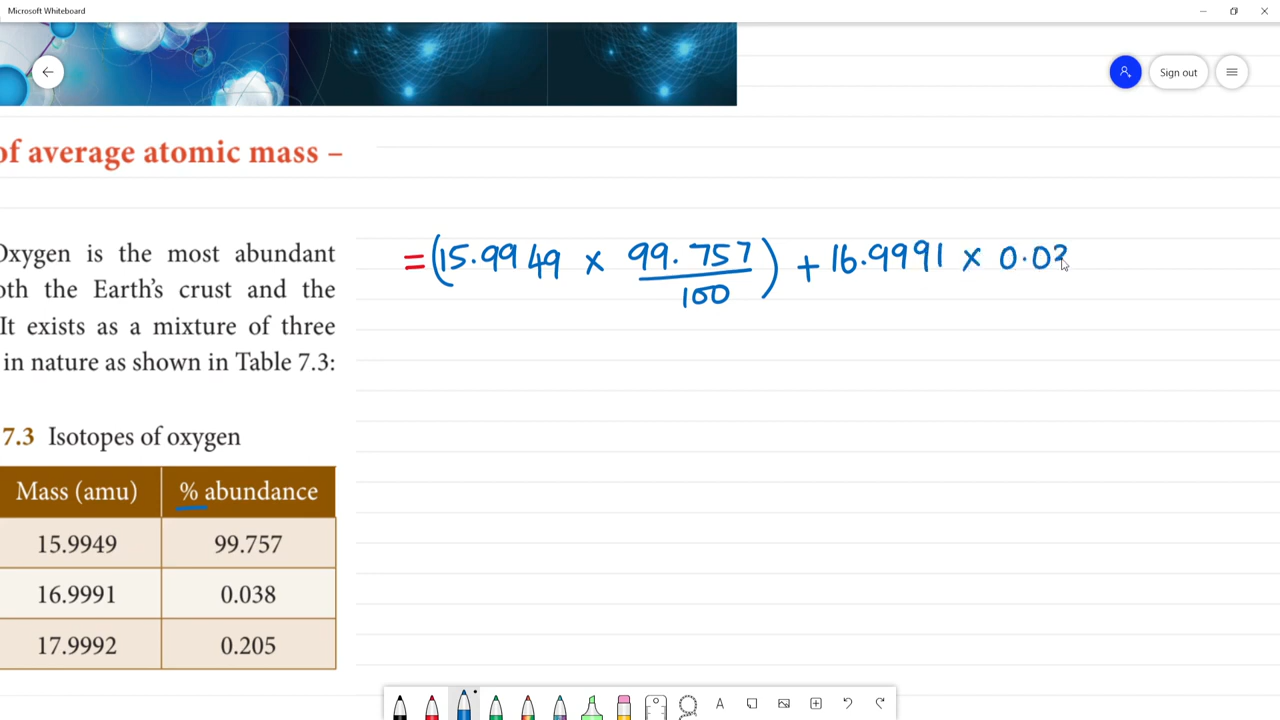 Microsoft Whiteboard
Sign out
of average atomic mass –
Oxygen is the most abundant
oth the Earth's crust and the
It exists as a mixture of three
in nature as shown in Table 7.3:
7.3 Isotopes of oxygen
Mass (amu) % abundance
15.9949 99.757
16.9991 0.038
17.9992 0.205
= (15.9949 × 99.757 / 100) + 16.9991 × 0.03
A